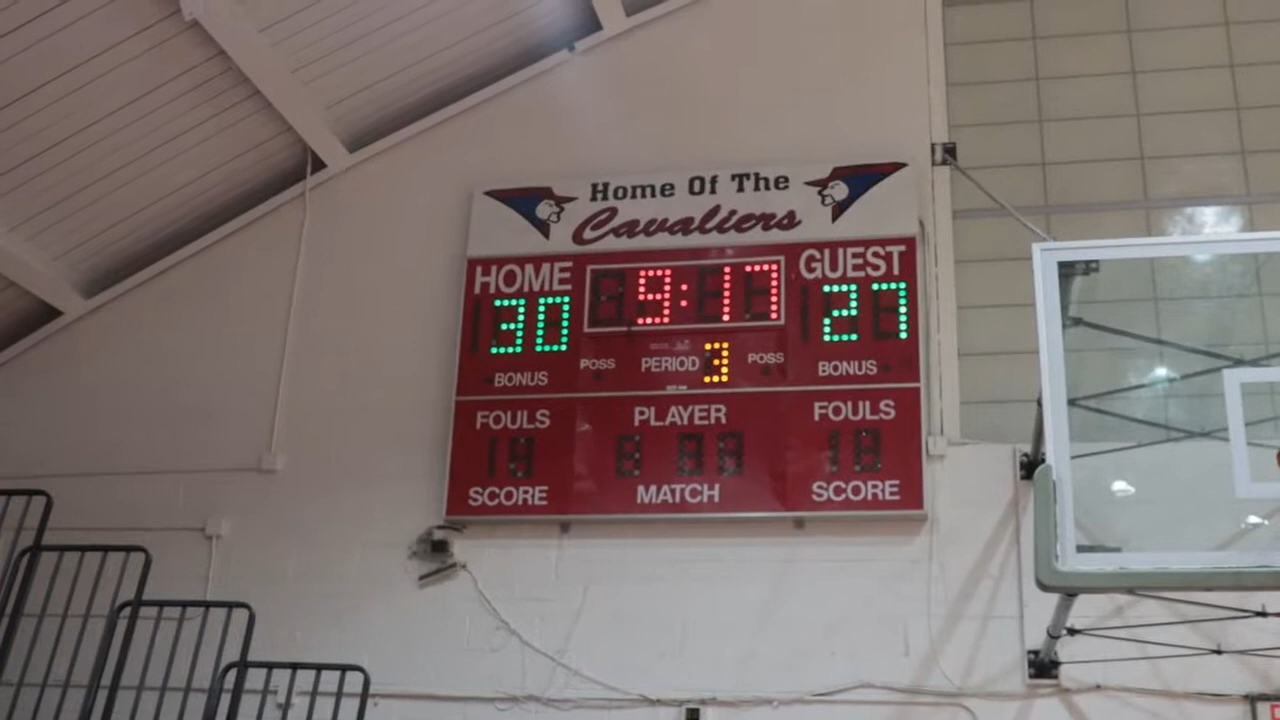 Home Of The
Cavaliers
HOME 9:17 GUEST
30 27
POSS PERIOD 3 POSS
BONUS BONUS
FOULS PLAYER FOULS
SCORE MATCH SCORE